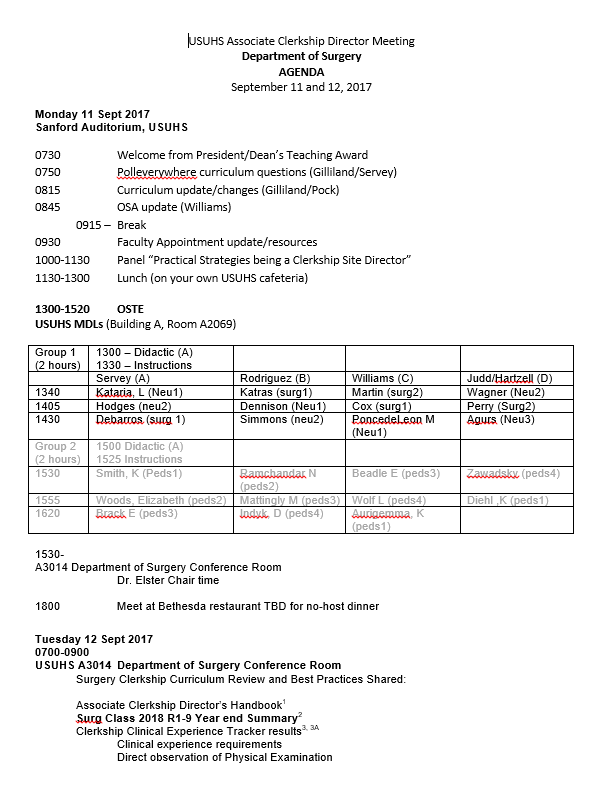 USUHS Associate Clerkship Director Meeting
Department of Surgery
AGENDA
September 11 and 12, 2017
Monday 11 Sept 2017
Sanford Auditorium, USUHS
0730 Welcome from President/Dean's Teaching Award
0750 Polleverywhere curriculum questions (Gilliland/Servey)
0815 Curriculum update/changes (Gilliland/Pock)
0845 OSA update (Williams)
0915 – Break
0930 Faculty Appointment update/resources
1000-1130 Panel “Practical Strategies being a Clerkship Site Director”
1130-1300 Lunch (on your own USUHS cafeteria)
1300-1520 OSTE
USUHS MDLs (Building A, Room A2069)
Group 1 1300 – Didactic (A)
(2 hours) 1330 – Instructions
Servey (A) Rodriguez (B) Williams (C) Judd/Hartzell (D)
1340 Kataria, L (Neu1) Katras (surg1) Martin (surg2) Wagner (Neu2)
1405 Hodges (neu2) Dennison (Neu1) Cox (surg1) Perry (Surg2)
1430 Debarros (surg 1) Simmons (neu2) PoncedeLeon M Agurs (Neu3)
(Neu1)
Group 2 1500 Didactic (A)
(2 hours) 1525 Instructions
1530 Smith, K (Peds1) Ramchandar N Beadle E (peds3) Zawadsky (peds4)
(peds2)
1555 Woods, Elizabeth (peds2) Mattingly M (peds3) Wolf L (peds4) Diehl ,K (peds1)
1620 Brack E (peds3) Indyk, D (peds4) Aurigemma, K
(peds1)
1530-
A3014 Department of Surgery Conference Room
Dr. Elster Chair time
1800 Meet at Bethesda restaurant TBD for no-host dinner
Tuesday 12 Sept 2017
0700-0900
USUHS A3014 Department of Surgery Conference Room
Surgery Clerkship Curriculum Review and Best Practices Shared:
Associate Clerkship Director's Handbook1
Surg Class 2018 R1-9 Year end Summary2
Clerkship Clinical Experience Tracker results3, 3A
Clinical experience requirements
Direct observation of Physical Examination